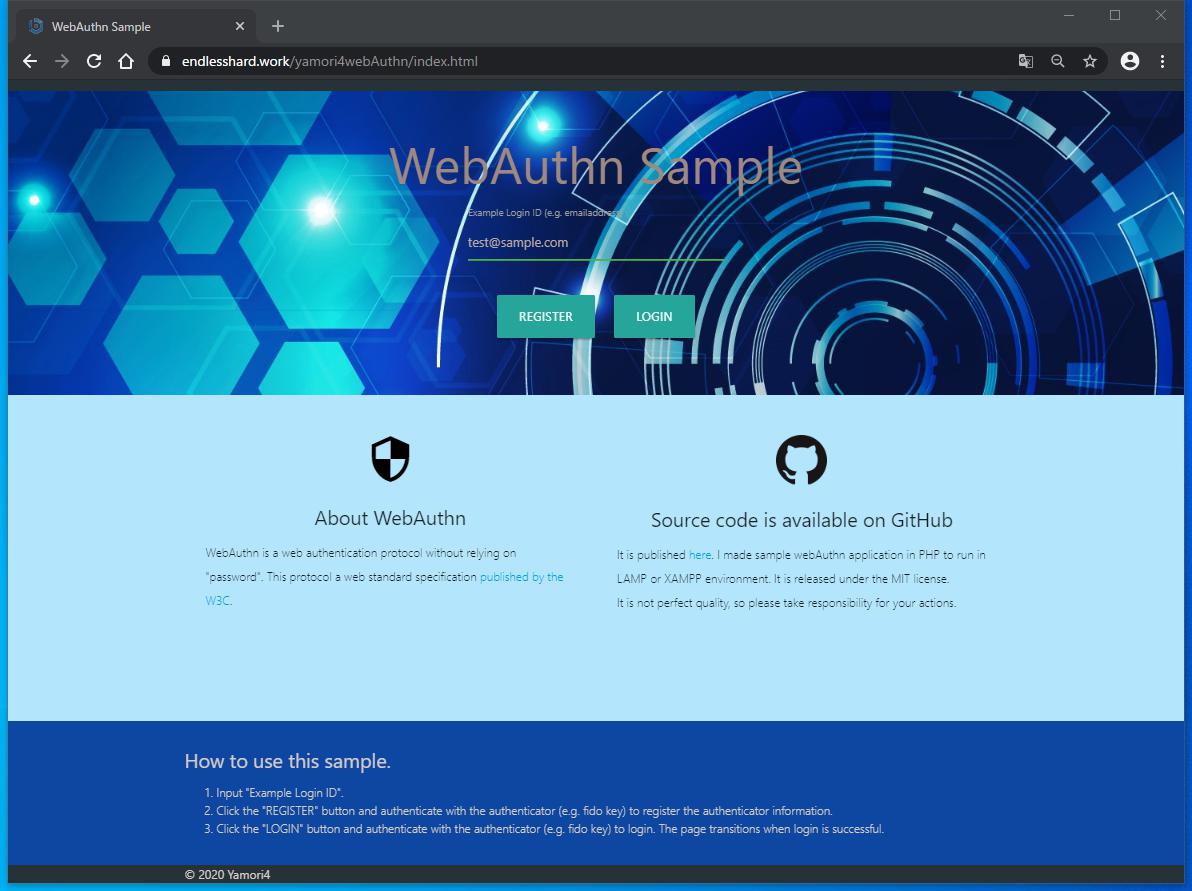 WebAuthn Sample
endlesshard.work/yamori4webAuthn/index.html
WebAuthn Sample
Example Login ID (e.g. emailaddress)
test@sample.com
REGISTER LOGIN
About WebAuthn
WebAuthn is a web authentication protocol without relying on
"password". This protocol a web standard specification published by the
W3C.
Source code is available on GitHub
It is published here. I made sample webAuthn application in PHP to run in
LAMP or XAMPP environment. It is released under the MIT license.
It is not perfect quality, so please take responsibility for your actions.
How to use this sample.
1. Input "Example Login ID".
2. Click the "REGISTER" button and authenticate with the authenticator (e.g. fido key) to register the authenticator information.
3. Click the "LOGIN" button and authenticate with the authenticator (e.g. fido key) to login. The page transitions when login is successful.
© 2020 Yamori4